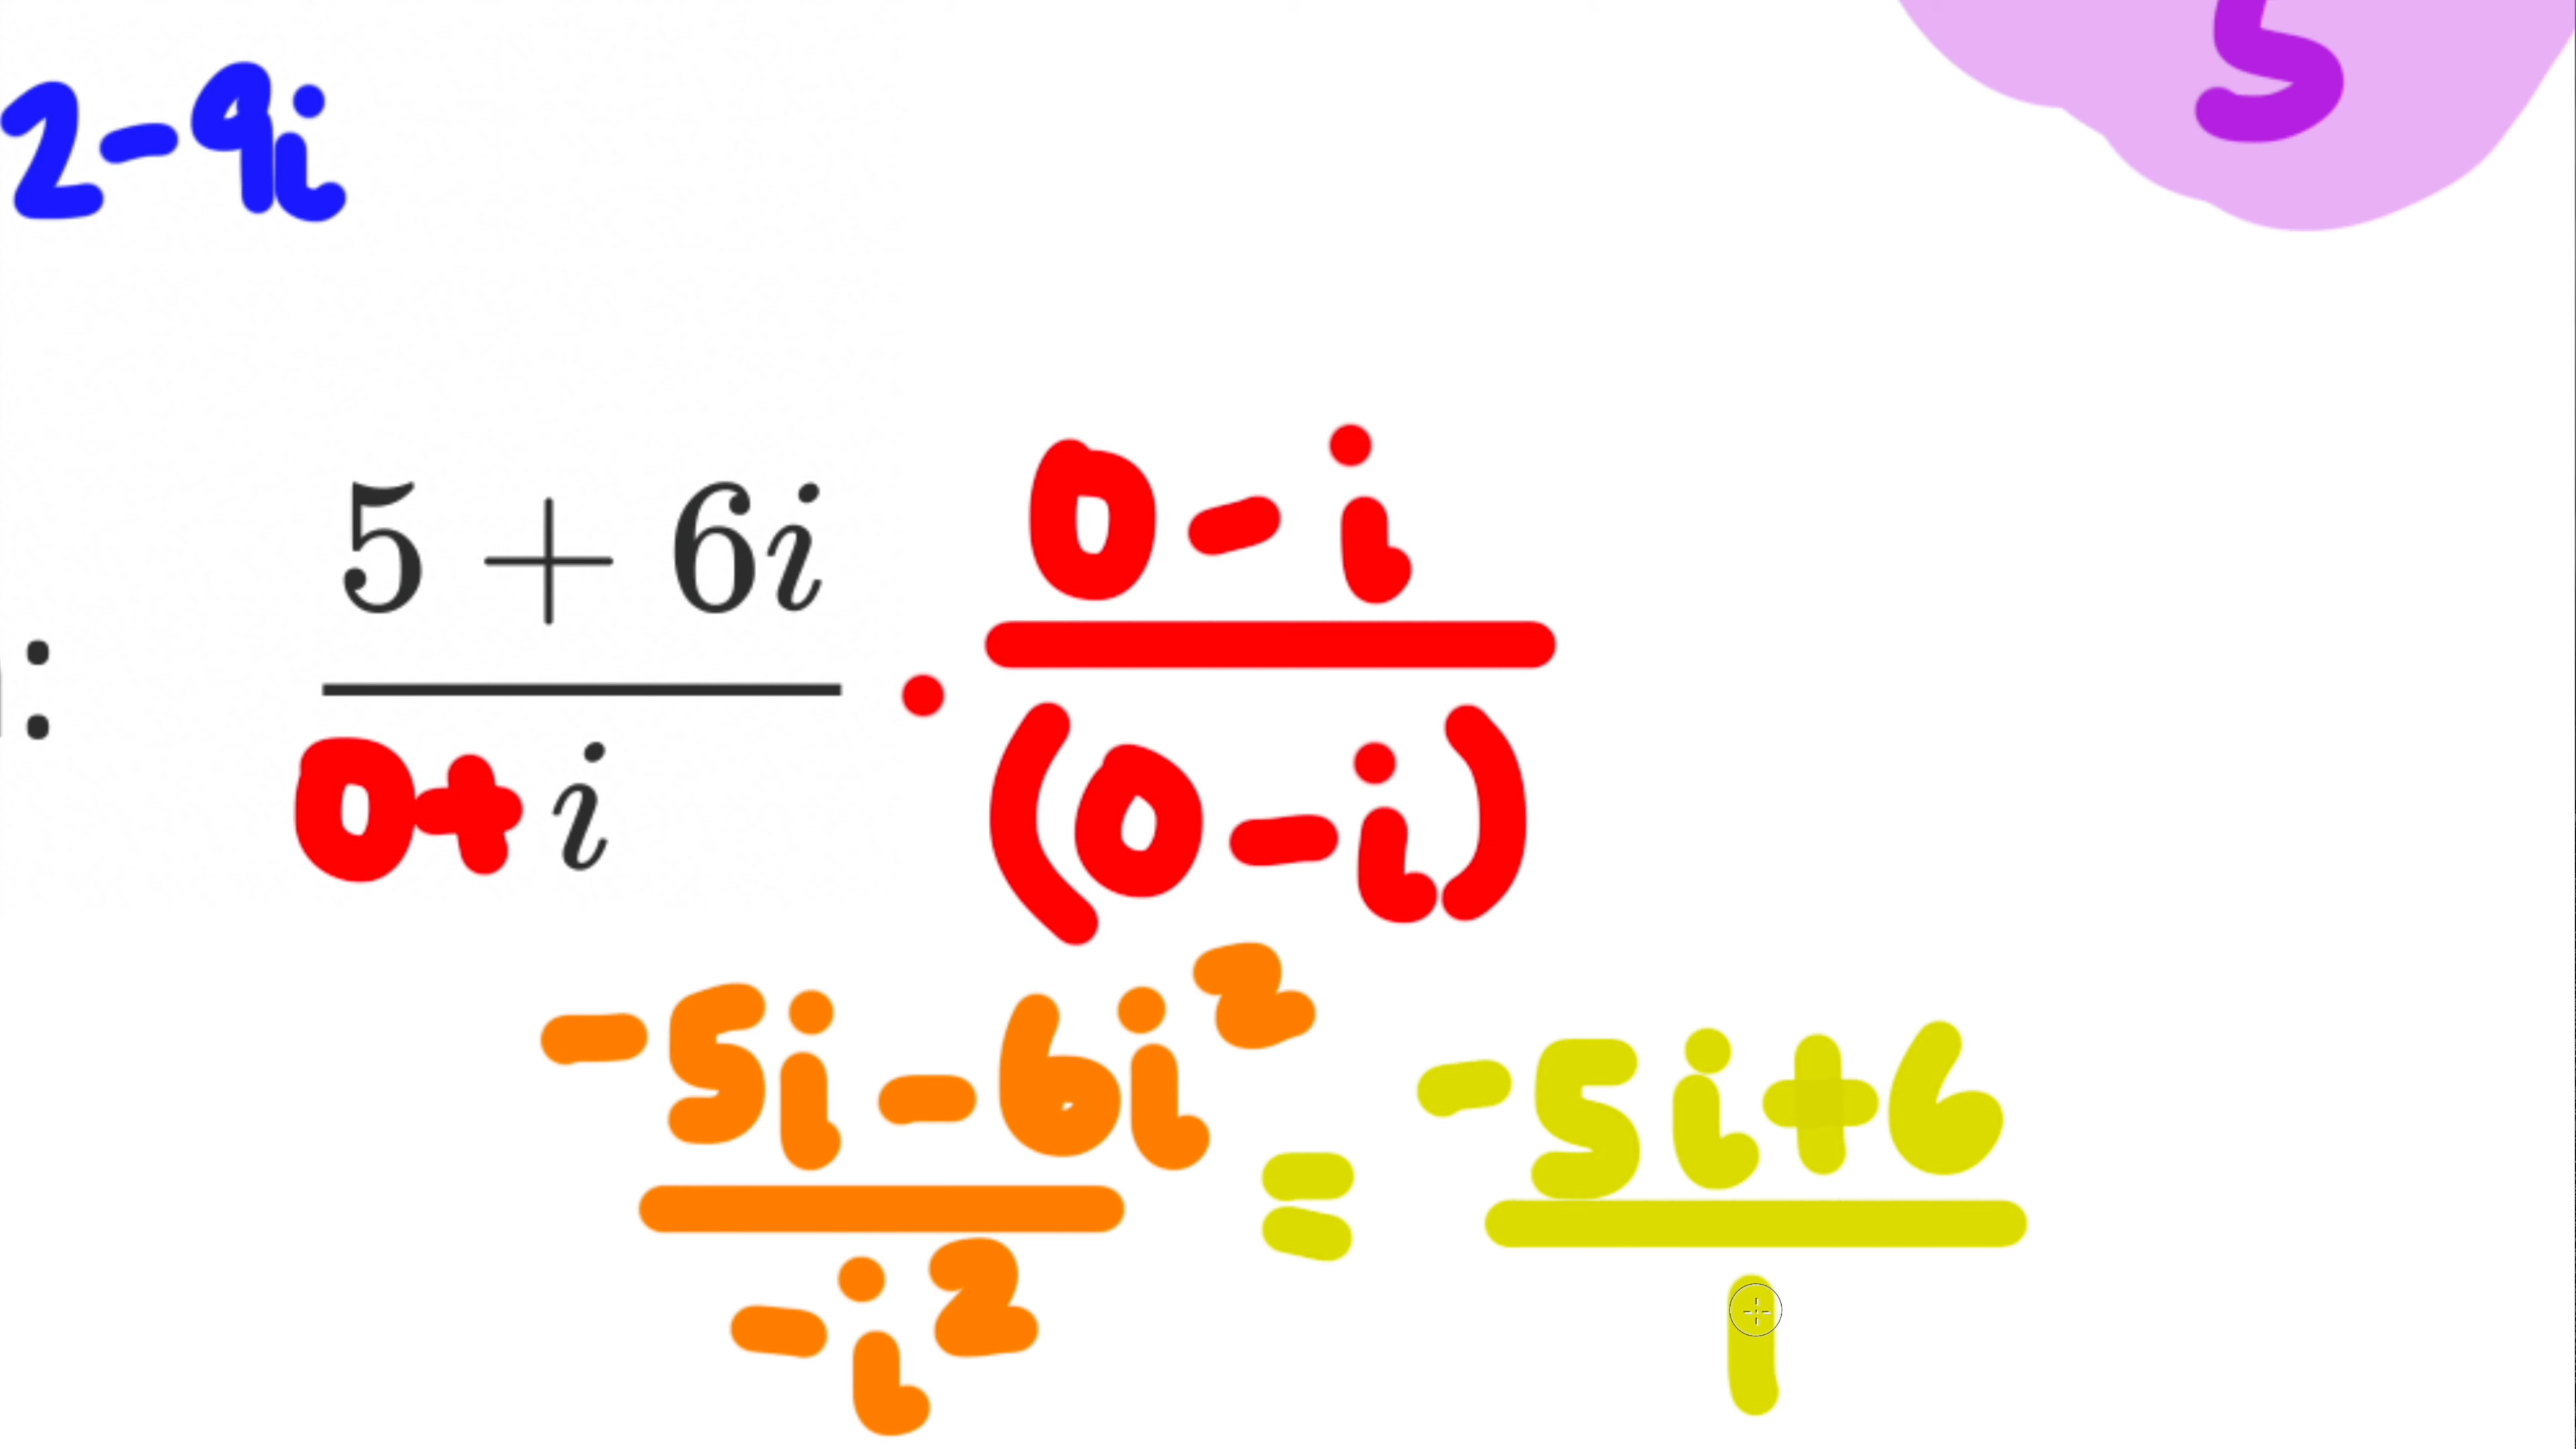 5
2-9i
: 5 + 6i / 0+ i · 0-i / (0-i)
-5i-6i² / -i² = -5i+6 / 1